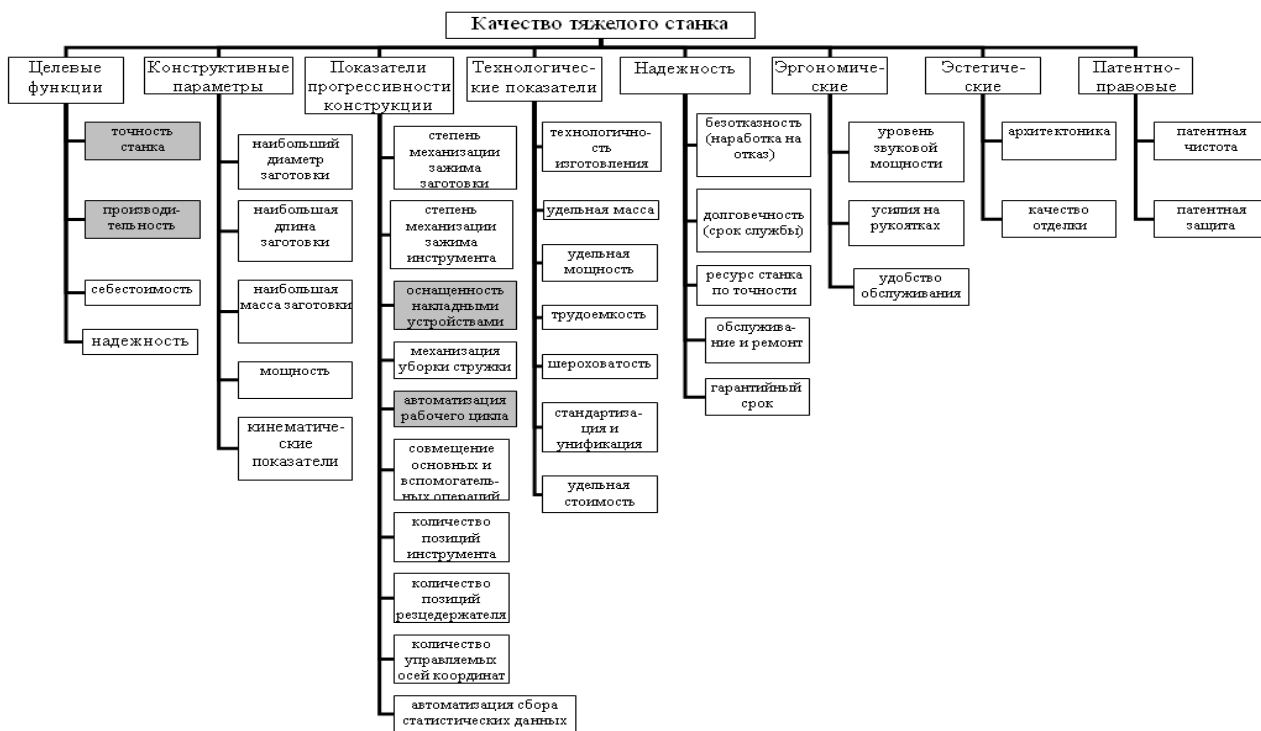 Качество тяжелого станка
Целевые
функции
точность
станка
производи-
тельность
себестоимость
надежность
Конструктивные
параметры
наибольший
диаметр
заготовки
наибольшая
длина
заготовки
наибольшая
масса заготовки
мощность
кинематиче-
ские
показатели
Показатели
прогрессивности
конструкции
степень
механизации
зажима
заготовки
степень
механизации
зажима
инструмента
оснащенность
накладными
устройствами
механизация
уборки стружки
автоматизация
рабочего цикла
совмещение
основных и
вспомогатель-
ных операций
количество
позиций
инструмента
количество
позиций
резцедержателя
количество
управляемых
осей координат
автоматизация сбора
статистических данных
Технологичес-
кие показатели
технологично-
сть
изготовления
удельная масса
удельная
мощность
трудоемкость
шероховатость
стандартиза-
ция и
унификация
удельная
стоимость
Надежность
безотказность
(наработка на
отказ)
долговечность
(срок службы)
ресурс станка
по точности
обслужива-
ние и ремонт
гарантийный
срок
Эргономиче-
ские
уровень
звуковой
мощности
усилия на
рукоятках
удобство
обслуживания
Эстетиче-
ские
архитектоника
качество
отделки
Патентно-
правовые
патентная
чистота
патентная
защита